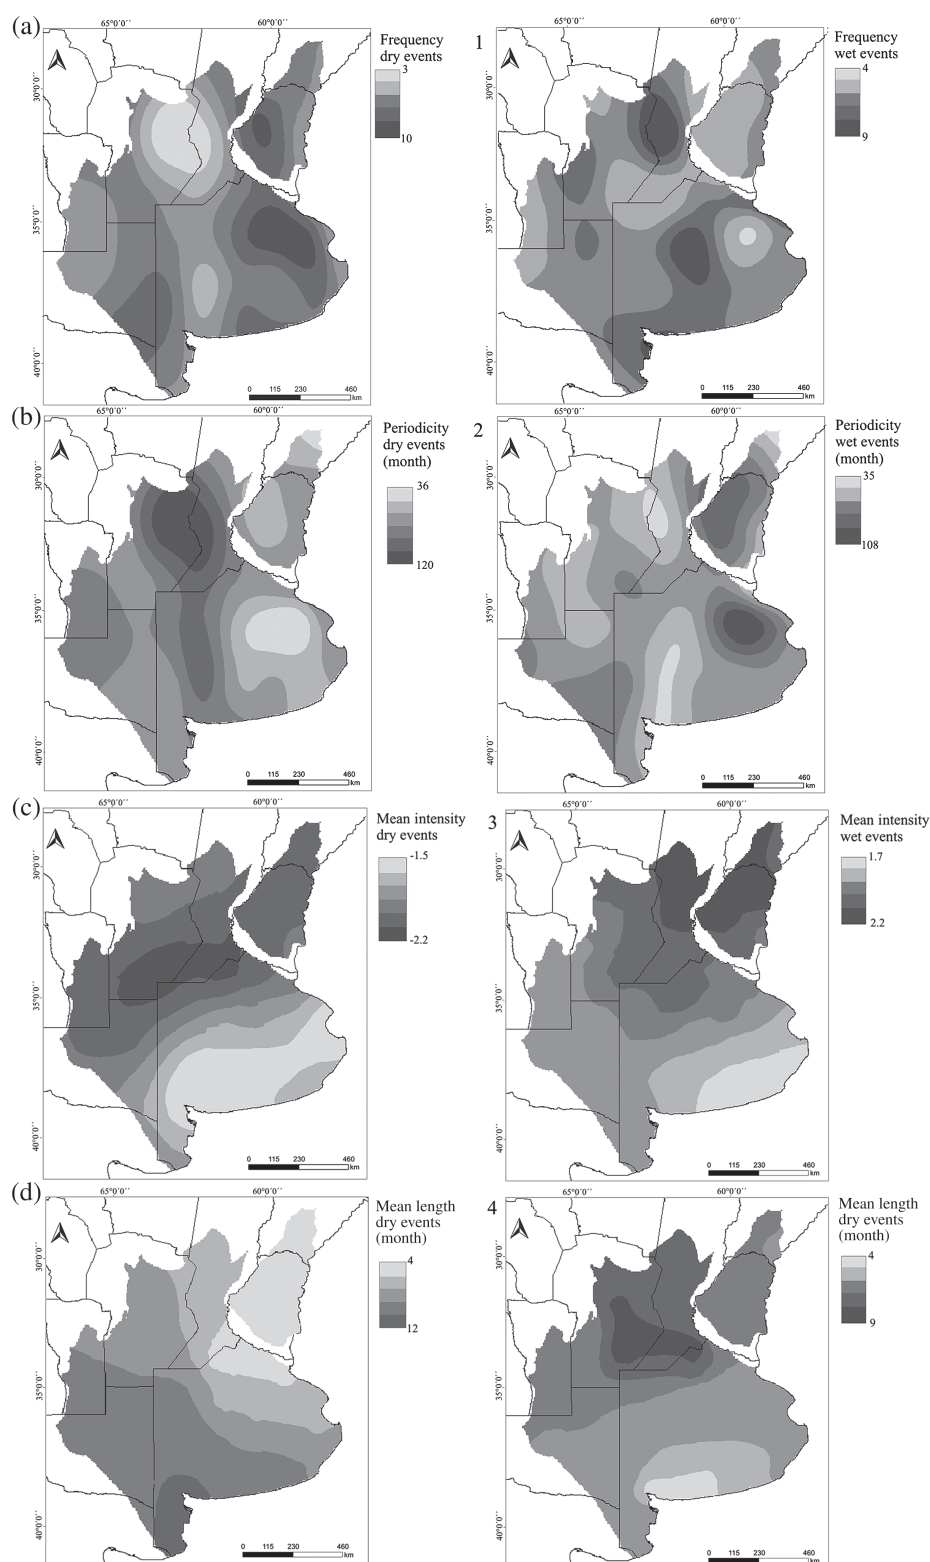 (a)
65°0'0''
60°0'0''
30°0'0''
35°0'0''
40°0'0''
Frequency
dry events
3
10
0 115 230 460
km
1
65°0'0''
60°0'0''
30°0'0''
35°0'0''
40°0'0''
Frequency
wet events
4
9
0 115 230 460
km
(b)
65°0'0''
60°0'0''
30°0'0''
35°0'0''
40°0'0''
Periodicity
dry events
(month)
36
120
0 115 230 460
km
2
65°0'0''
60°0'0''
30°0'0''
35°0'0''
40°0'0''
Periodicity
wet events
(month)
35
108
0 115 230 460
km
(c)
65°0'0''
60°0'0''
30°0'0''
35°0'0''
40°0'0''
Mean intensity
dry events
-1.5
-2.2
0 115 230 460
km
3
65°0'0''
60°0'0''
30°0'0''
35°0'0''
40°0'0''
Mean intensity
wet events
1.7
2.2
0 115 230 460
km
(d)
65°0'0''
60°0'0''
30°0'0''
35°0'0''
40°0'0''
Mean length
dry events
(month)
4
12
0 115 230 460
km
4
65°0'0''
60°0'0''
30°0'0''
35°0'0''
40°0'0''
Mean length
dry events
(month)
4
9
0 115 230 460
km